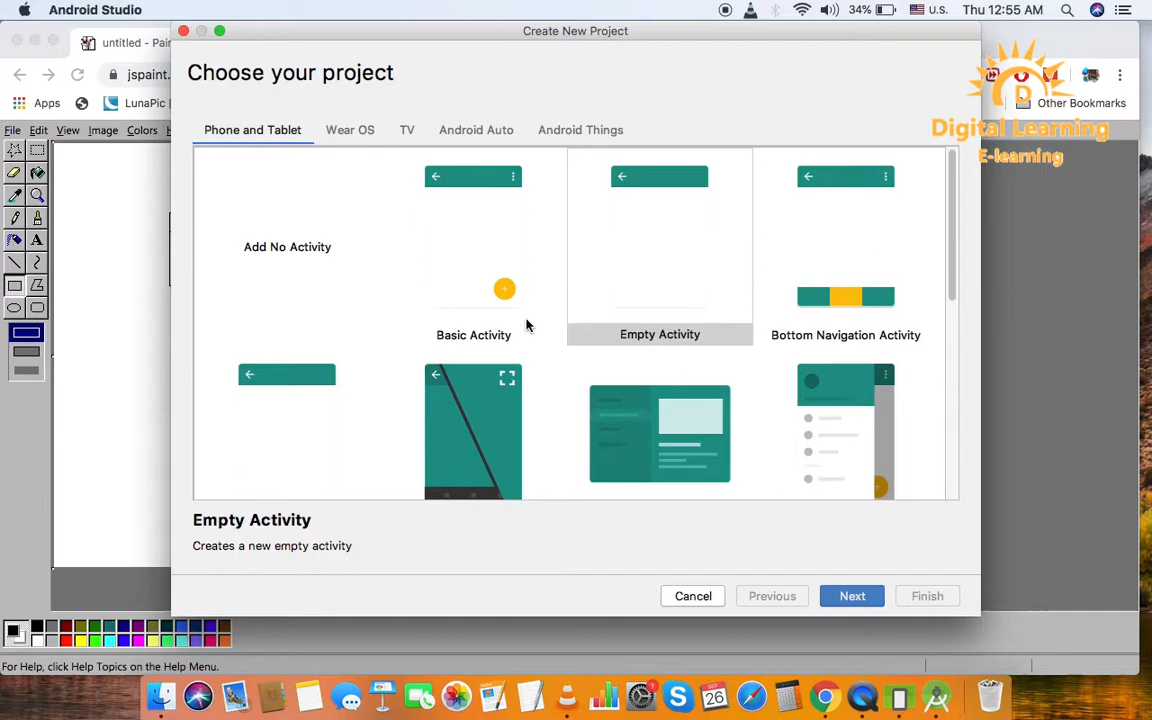 Android Studio
34%
U.S.
Thu 12:55 AM
untitled - Pai
Create New Project
jspaint.
Choose your project
Apps
LunaPic
Other Bookmarks
D
Digital Learning
E-learning
File Edit View Image Colors
Phone and Tablet
Wear OS
TV
Android Auto
Android Things
Add No Activity
Basic Activity
Empty Activity
Bottom Navigation Activity
A
Empty Activity
Creates a new empty activity
Cancel
Previous
Next
Finish
For Help, click Help Topics on the Help Menu.
SEP
26